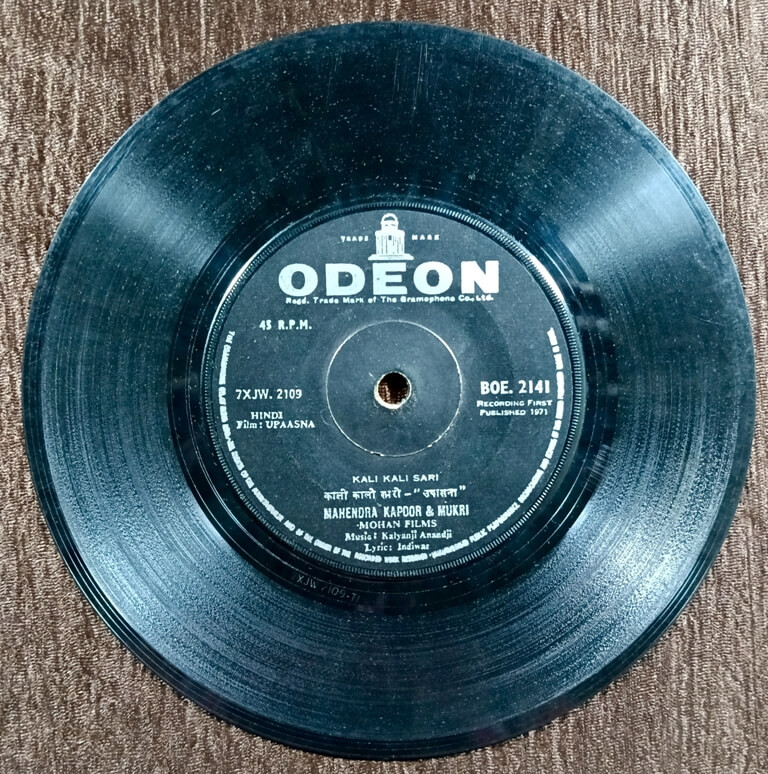 TRADE MARK
ODEON
Regd. Trade Mark of The Gramophone Co., Ltd.
45 R.P.M.
7XJW. 2109
BOE. 2141
RECORDING FIRST
PUBLISHED 1971
HINDI
Film : UPAASNA
KALI KALI SARI
काली काली सारी - "उपासना"
MAHENDRA KAPOOR & MUKRI
MOHAN FILMS
Music : Kalyanji Anandji
Lyric : Indiwar